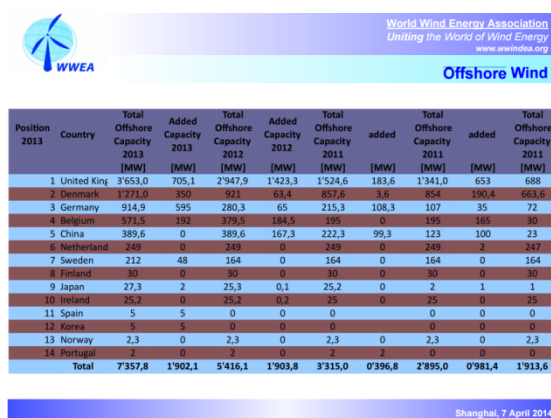 World Wind Energy Association
Uniting the World of Wind Energy
www.wwindea.org
WWEA
Offshore Wind
Position 2013 Country Total Offshore Capacity 2013 [MW] Added Capacity 2013 [MW] Total Offshore Capacity 2012 [MW] Added Capacity 2012 [MW] Total Offshore Capacity 2011 [MW] added [MW] Total Offshore Capacity 2011 [MW] added [MW] Total Offshore Capacity 2011 [MW]
1 United King 3'653,0 705,1 2'947,9 1'423,3 1'524,6 183,6 1'341,0 653 688
2 Denmark 1'271,0 350 921 63,4 857,6 3,6 854 190,4 663,6
3 Germany 914,9 595 280,3 65 215,3 108,3 107 35 72
4 Belgium 571,5 192 379,5 184,5 195 0 195 165 30
5 China 389,6 0 389,6 167,3 222,3 99,3 123 100 23
6 Netherland 249 0 249 0 249 0 249 2 247
7 Sweden 212 48 164 0 164 0 164 0 164
8 Finland 30 0 30 0 30 0 30 0 30
9 Japan 27,3 2 25,3 0,1 25,2 0 2 1 1
10 Ireland 25,2 0 25,2 0,2 25 0 25 0 25
11 Spain 5 5 0 0 0 0 0 0
12 Korea 5 5 0 0 0 0 0 0
13 Norway 2,3 0 2,3 0 2,3 0 2,3 0 2,3
14 Portugal 2 0 2 0 2 2 0 0 0
Total 7'357,8 1'902,1 5'416,1 1'903,8 3'315,0 0'396,8 2'895,0 0'981,4 1'913,6
Shanghai, 7 April 2014